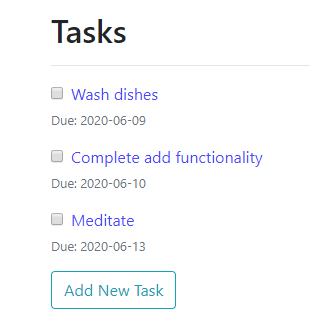 Tasks
Wash dishes
Due: 2020-06-09
Complete add functionality
Due: 2020-06-10
Meditate
Due: 2020-06-13
Add New Task